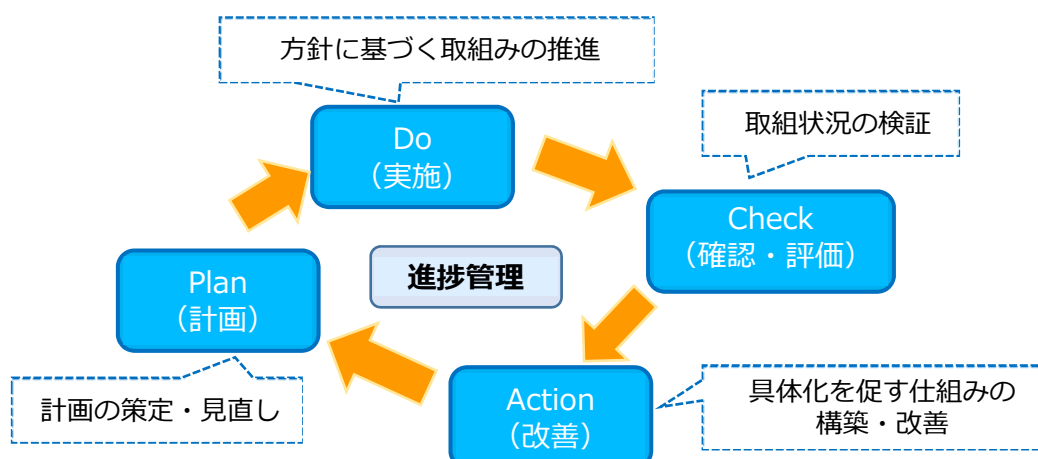 方針に基づく取組みの推進
Do
（実施）
取組状況の検証
Check
（確認・評価）
進捗管理
Plan
（計画）
計画の策定・見直し
Action
（改善）
具体化を促す仕組みの
構築・改善